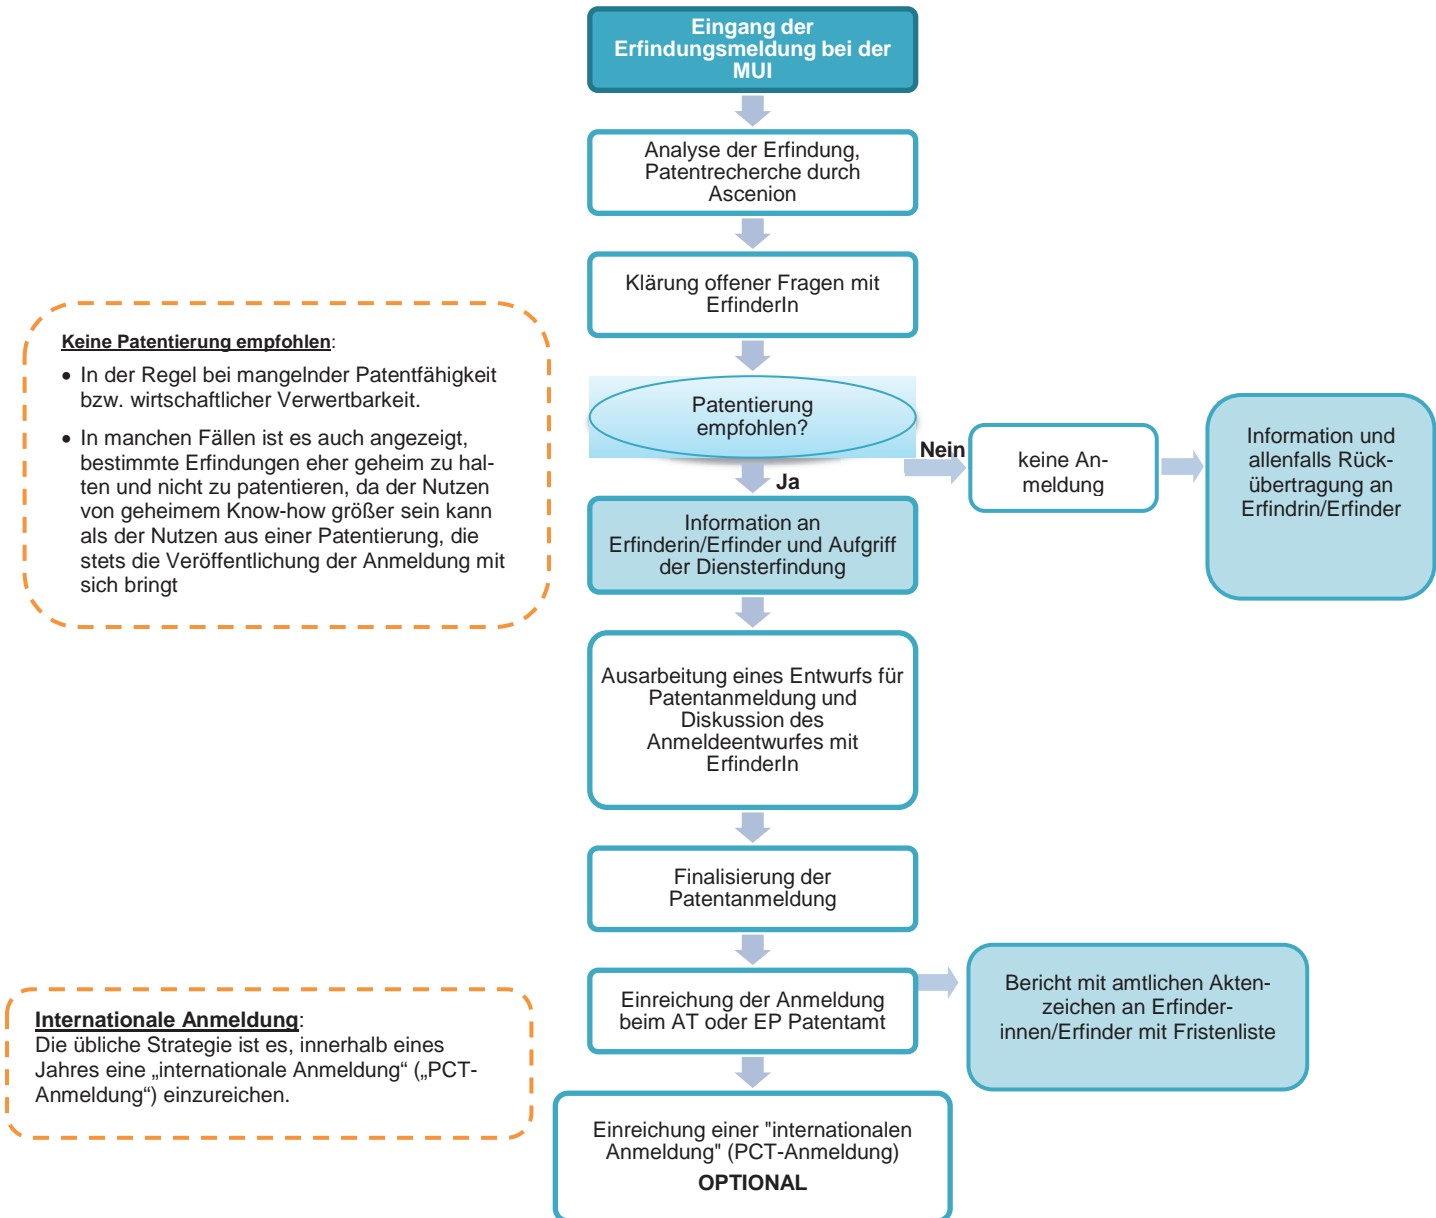 Eingang der
Erfindungsmeldung bei der
MUI
Analyse der Erfindung,
Patentrecherche durch
Ascenion
Klärung offener Fragen mit
ErfinderIn
Keine Patentierung empfohlen:
• In der Regel bei mangelnder Patentfähigkeit
bzw. wirtschaftlicher Verwertbarkeit.
• In manchen Fällen ist es auch angezeigt,
bestimmte Erfindungen eher geheim zu hal-
ten und nicht zu patentieren, da der Nutzen
von geheimem Know-how größer sein kann
als der Nutzen aus einer Patentierung, die
stets die Veröffentlichung der Anmeldung mit
sich bringt
Patentierung
empfohlen?
Nein
keine An-
meldung
Information und
allenfalls Rück-
übertragung an
Erfindrin/Erfinder
Ja
Information an
Erfinderin/Erfinder und Aufgriff
der Diensterfindung
Ausarbeitung eines Entwurfs für
Patentanmeldung und
Diskussion des
Anmeldeentwurfes mit
ErfinderIn
Finalisierung der
Patentanmeldung
Einreichung der Anmeldung
beim AT oder EP Patentamt
Bericht mit amtlichen Akten-
zeichen an Erfinder-
innen/Erfinder mit Fristenliste
Internationale Anmeldung:
Die übliche Strategie ist es, innerhalb eines
Jahres eine „internationale Anmeldung“ („PCT-
Anmeldung“) einzureichen.
Einreichung einer "internationalen
Anmeldung" (PCT-Anmeldung)
OPTIONAL